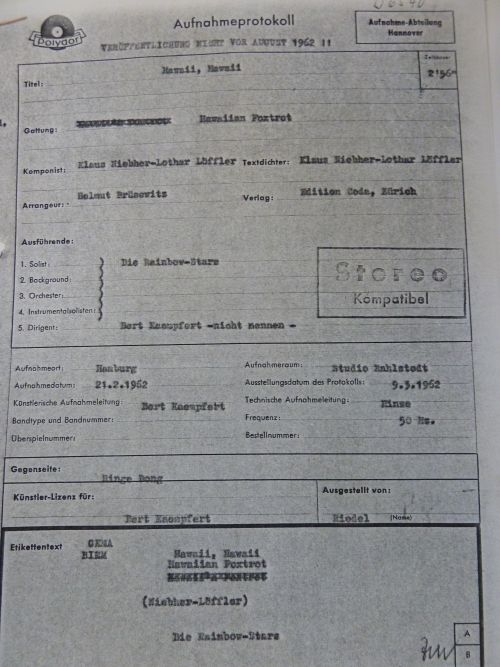 Polydor
Aufnahmeprotokoll
Aufnahme-Abteilung
Hannover
VERÖFFENTLICHUNG NICHT VOR AUGUST 1962 !!
Titel: Hawaii, Hawaii
Zeitdauer
2'56"
Gattung: Hawaiian Foxtrot
Komponist: Klaus Niebher-Lothar Löffler Textdichter: Klaus Niebher-Lothar Löffler
Arrangeur: Helmut Brüsewitz Verlag: Edition Coda, Zürich
Ausführende:
1. Solist: Die Rainbow-Stars
2. Background:
3. Orchester:
4. Instrumentalsolisten:
5. Dirigent: Bert Kaempfert -nicht nennen -
Stereo
Kompatibel
Aufnahmeort: Hamburg Aufnahmeraum: Studio Rahlstedt
Aufnahmedatum: 21.2.1962 Ausstellungsdatum des Protokolls: 9.3.1962
Künstlerische Aufnahmeleitung: Bert Kaempfert Technische Aufnahmeleitung: Hinze
Bandtype und Bandnummer: Frequenz: 50 Hz.
Überspielnummer: Bestellnummer:
Gegenseite: Hinge Dong
Künstler-Lizenz für: Bert Kaempfert
Ausgestellt von:
Riedel (Name)
Etikettentext GEMA
BIEM
Hawaii, Hawaii
Hawaiian Foxtrot
(Niebher-Löffler)
Die Rainbow-Stars
A
B